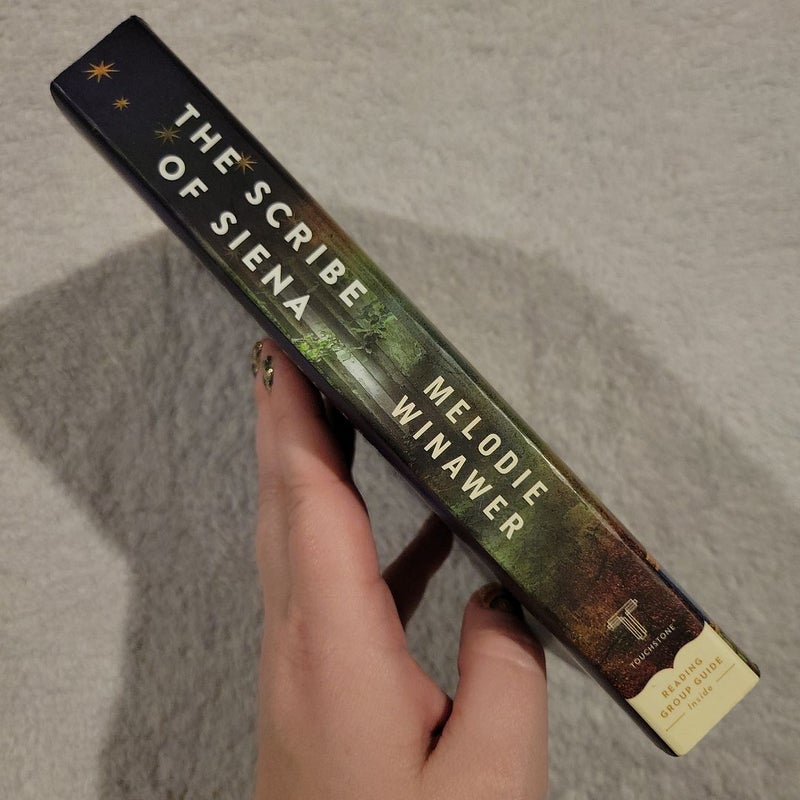 THE SCRIBE
OF SIENA
MELODIE
WINAWER
T
TOUCHSTONE
READING
GROUP GUIDE
Inside